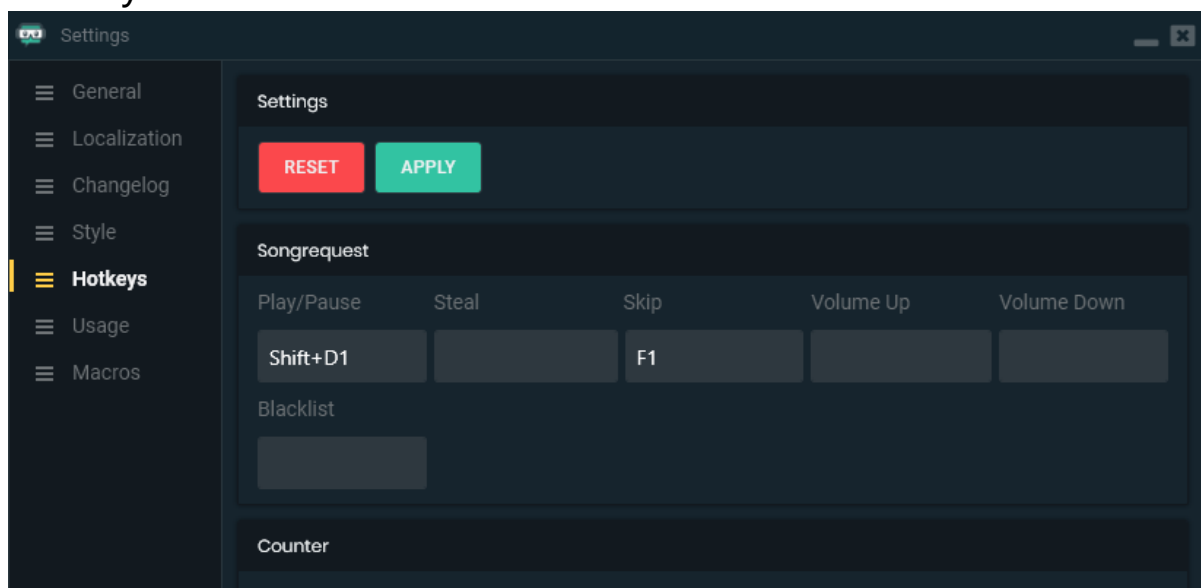 Settings
General
Localization
Changelog
Style
Hotkeys
Usage
Macros
Settings
RESET APPLY
Songrequest
Play/Pause Steal Skip Volume Up Volume Down
Shift+D1 F1
Blacklist
Counter